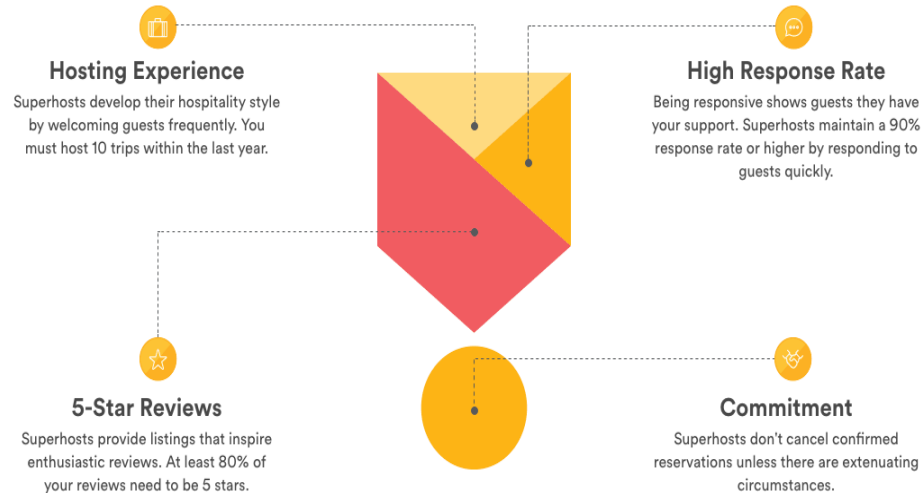 Hosting Experience
Superhosts develop their hospitality style
by welcoming guests frequently. You
must host 10 trips within the last year.
High Response Rate
Being responsive shows guests they have
your support. Superhosts maintain a 90%
response rate or higher by responding to
guests quickly.
5-Star Reviews
Superhosts provide listings that inspire
enthusiastic reviews. At least 80% of
your reviews need to be 5 stars.
Commitment
Superhosts don't cancel confirmed
reservations unless there are extenuating
circumstances.